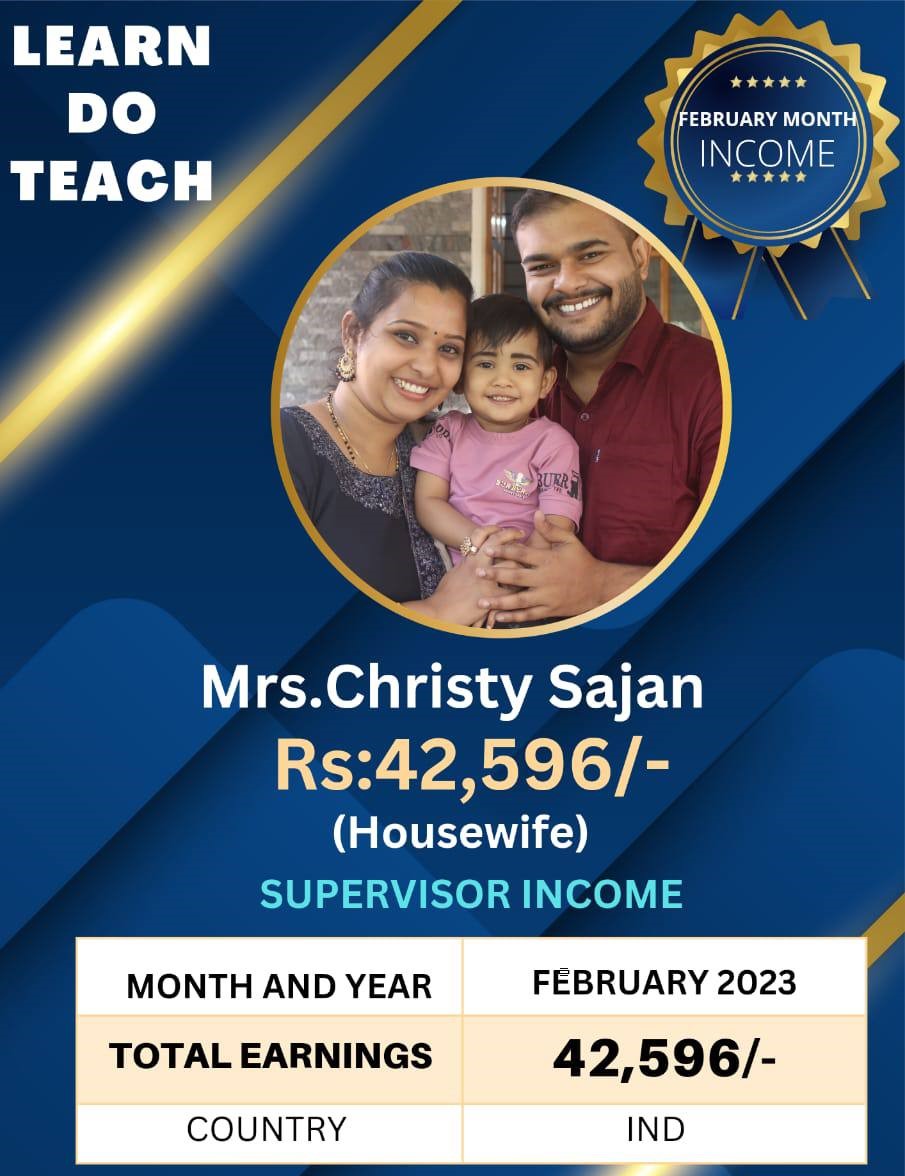 LEARN
DO
TEACH
FEBRUARY MONTH
INCOME
Mrs.Christy Sajan
Rs:42,596/-
(Housewife)
SUPERVISOR INCOME
MONTH AND YEAR FEBRUARY 2023
TOTAL EARNINGS 42,596/-
COUNTRY IND